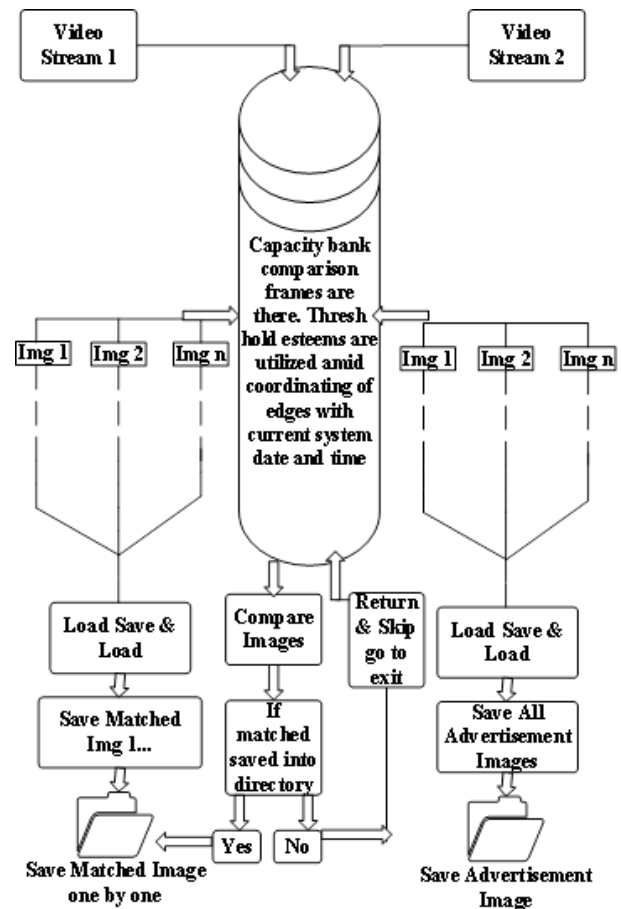 Video
Stream 1
Video
Stream 2
Capacity bank
comparison
frames are
there. Thresh
hold esteems are
utilized amid
coordinating of
edges with
current system
date and time
Img 1
Img 2
Img n
Img 1
Img 2
Img n
Load Save &
Load
Save Matched
Img 1...
Save Matched Image
one by one
Compare
Images
If
matched
saved into
directory
Yes
No
Return
& Skip
go to
exit
Load Save &
Load
Save All
Advertisement
Images
Save Advertisement
Image